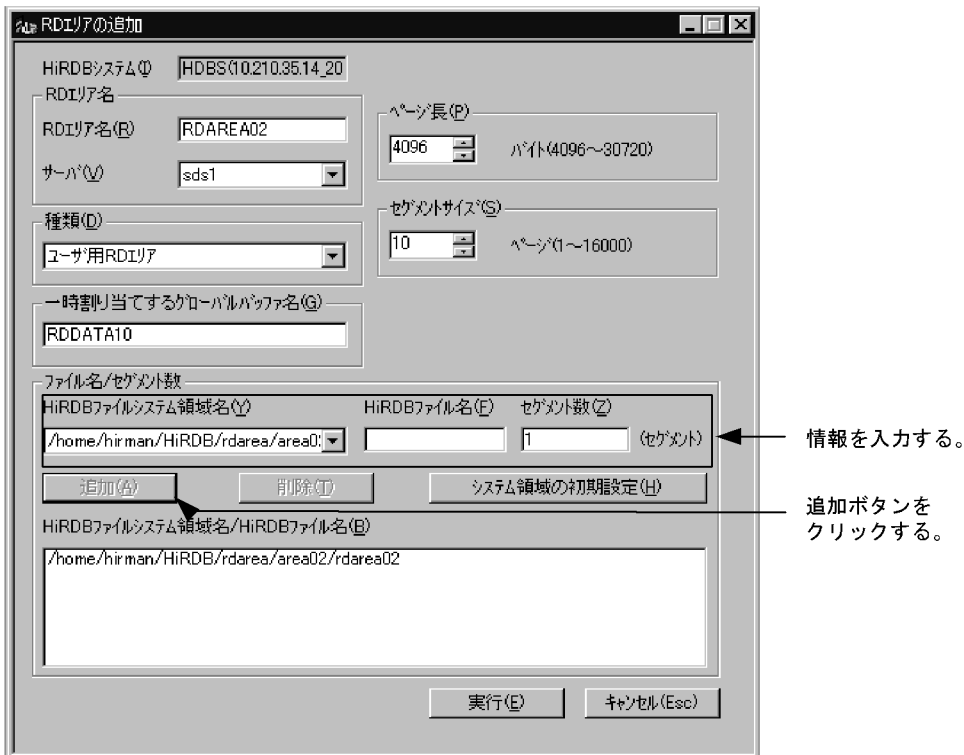 RDエリアの追加
HiRDBシステム(I) HDBS(10.210.35.14_20
RDエリア名
RDエリア名(R) RDAREA02
サーバ(V) sds1
ページ長(P)
4096 バイト(4096～30720)
種類(D)
ユーザ用RDエリア
セグメントサイズ(S)
10 ページ(1～16000)
一時割り当てするグローバルバッファ名(G)
RDDATA10
ファイル名/セグメント数
HiRDBファイルシステム領域名(Y) HiRDBファイル名(F) セグメント数(Z)
/home/hirman/HiRDB/rdarea/area0 1 (セグメント)
情報を入力する。
追加(A) 削除(T) システム領域の初期設定(H)
追加ボタンを
クリックする。
HiRDBファイルシステム領域名/HiRDBファイル名(B)
/home/hirman/HiRDB/rdarea/area02/rdarea02
実行(E) キャンセル(Esc)